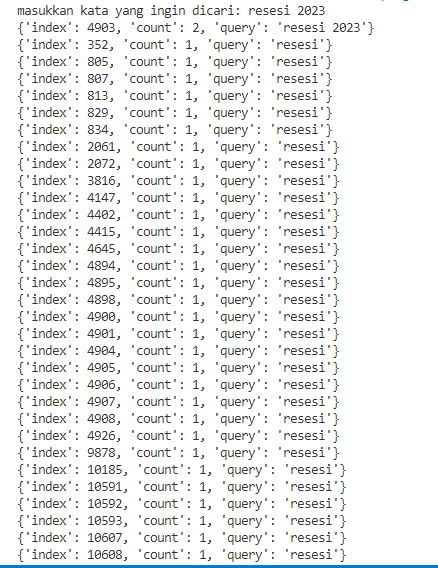 masukkan kata yang ingin dicari: resesi 2023
{'index': 4903, 'count': 2, 'query': 'resesi 2023'}
{'index': 352, 'count': 1, 'query': 'resesi'}
{'index': 805, 'count': 1, 'query': 'resesi'}
{'index': 807, 'count': 1, 'query': 'resesi'}
{'index': 813, 'count': 1, 'query': 'resesi'}
{'index': 829, 'count': 1, 'query': 'resesi'}
{'index': 834, 'count': 1, 'query': 'resesi'}
{'index': 2061, 'count': 1, 'query': 'resesi'}
{'index': 2072, 'count': 1, 'query': 'resesi'}
{'index': 3816, 'count': 1, 'query': 'resesi'}
{'index': 4147, 'count': 1, 'query': 'resesi'}
{'index': 4402, 'count': 1, 'query': 'resesi'}
{'index': 4415, 'count': 1, 'query': 'resesi'}
{'index': 4645, 'count': 1, 'query': 'resesi'}
{'index': 4894, 'count': 1, 'query': 'resesi'}
{'index': 4895, 'count': 1, 'query': 'resesi'}
{'index': 4898, 'count': 1, 'query': 'resesi'}
{'index': 4900, 'count': 1, 'query': 'resesi'}
{'index': 4901, 'count': 1, 'query': 'resesi'}
{'index': 4904, 'count': 1, 'query': 'resesi'}
{'index': 4905, 'count': 1, 'query': 'resesi'}
{'index': 4906, 'count': 1, 'query': 'resesi'}
{'index': 4907, 'count': 1, 'query': 'resesi'}
{'index': 4908, 'count': 1, 'query': 'resesi'}
{'index': 4926, 'count': 1, 'query': 'resesi'}
{'index': 9878, 'count': 1, 'query': 'resesi'}
{'index': 10185, 'count': 1, 'query': 'resesi'}
{'index': 10591, 'count': 1, 'query': 'resesi'}
{'index': 10592, 'count': 1, 'query': 'resesi'}
{'index': 10593, 'count': 1, 'query': 'resesi'}
{'index': 10607, 'count': 1, 'query': 'resesi'}
{'index': 10608, 'count': 1, 'query': 'resesi'}